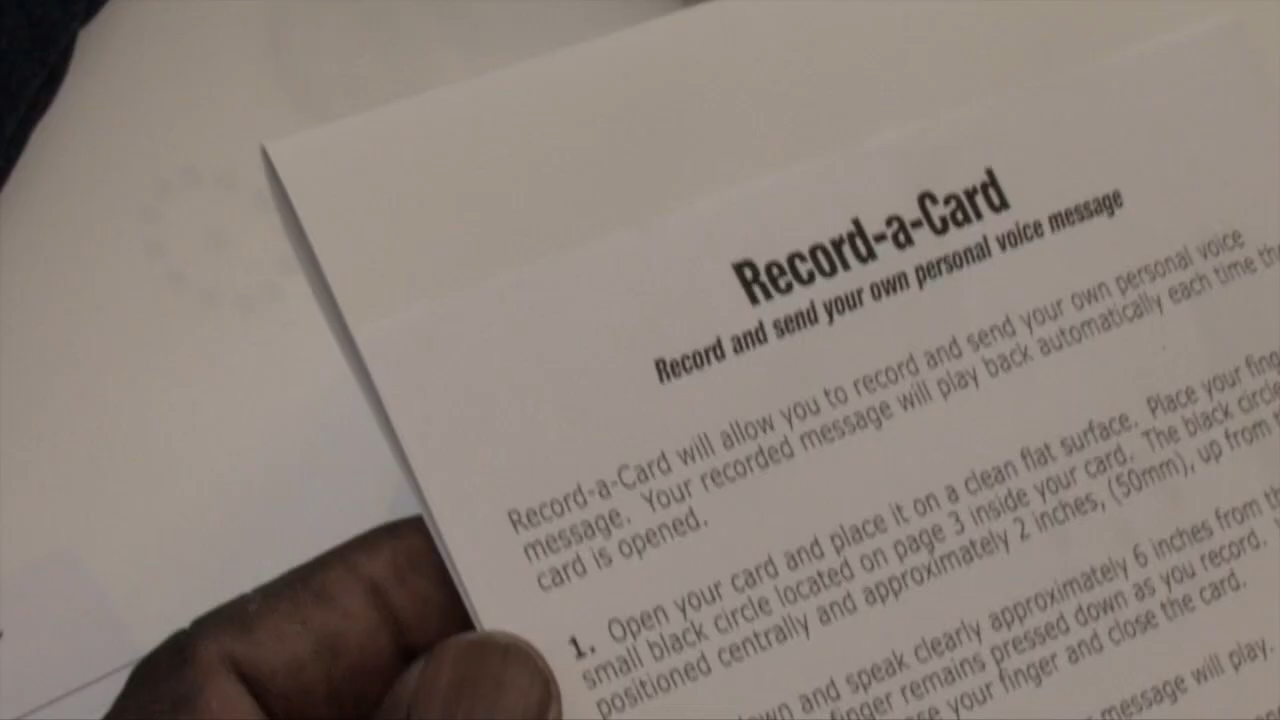 Record-a-Card
Record and send your own personal voice message
Record-a-Card will allow you to record and send your own personal voice
message. Your recorded message will play back automatically each time
card is opened.
1. Open your card and place it on a clean flat surface. Place your
small black circle located on page 3 inside your card. The black circle
positioned centrally and approximately 2 inches, (50mm), up from
and speak clearly approximately 6 inches from
finger remains pressed down as you record.
your finger and close the card.
message will play.